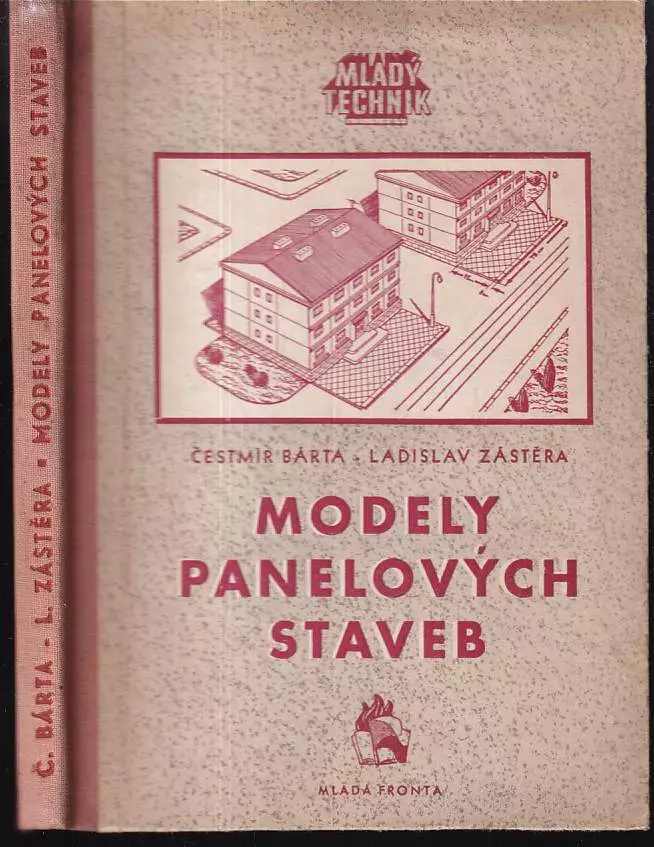 Č. BÁRTA - L. ZÁSTĚRA • MODELY PANELOVÝCH STAVEB
MLADÝ
TECHNIK
ČESTMÍR BÁRTA - LADISLAV ZÁSTĚRA
MODELY
PANELOVÝCH
STAVEB
MLADÁ FRONTA